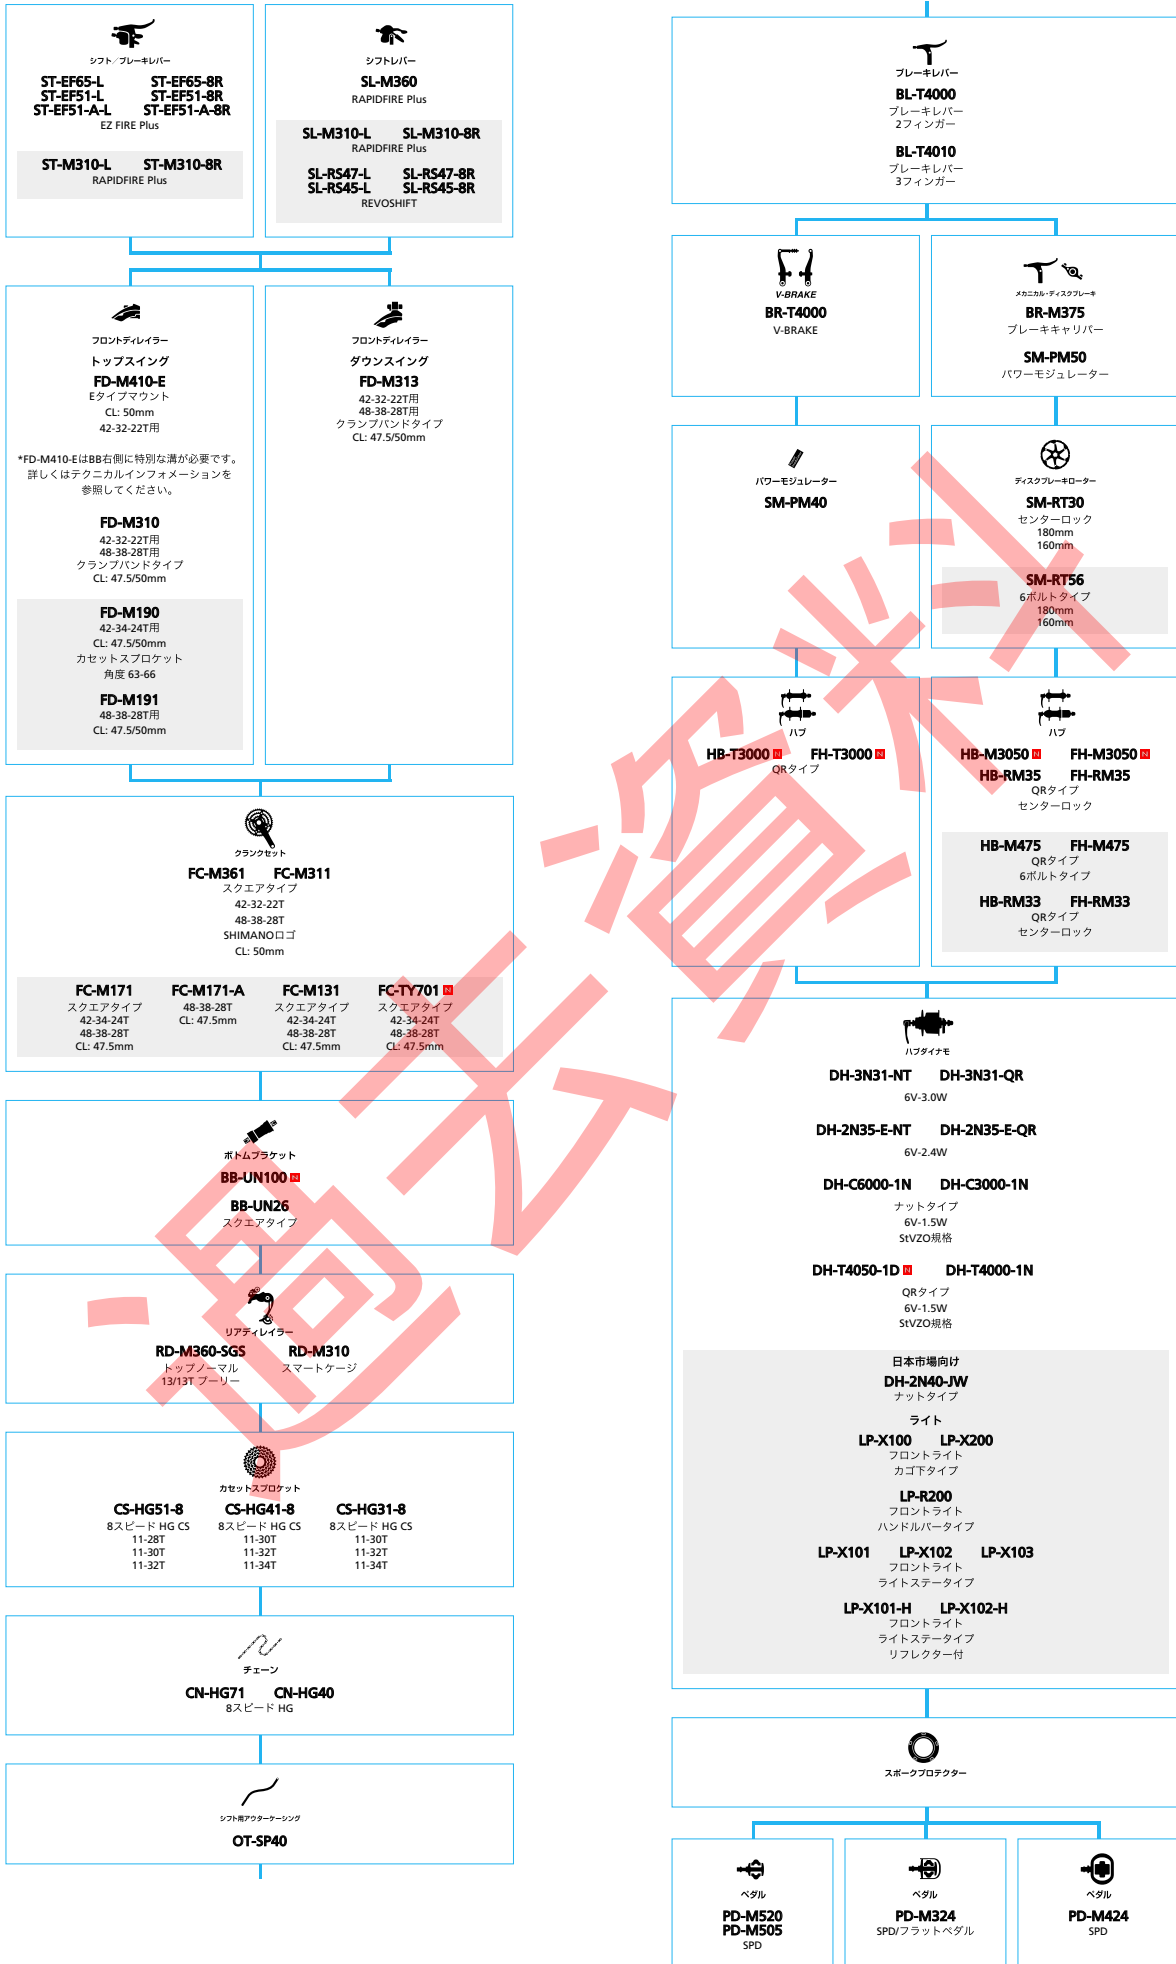 シフト／ブレーキレバー
ST-EF65-L ST-EF65-8R
ST-EF51-L ST-EF51-8R
ST-EF51-A-L ST-EF51-A-8R
EZ FIRE Plus
ST-M310-L ST-M310-8R
RAPIDFIRE Plus
シフトレバー
SL-M360
RAPIDFIRE Plus
SL-M310-L SL-M310-8R
RAPIDFIRE Plus
SL-RS47-L SL-RS47-8R
SL-RS45-L SL-RS45-8R
REVOSHIFT
フロントディレイラー
トップスイング
FD-M410-E
Eタイプマウント
CL: 50mm
42-32-22T用
*FD-M410-EはBB右側に特別な溝が必要です。
詳しくはテクニカルインフォメーションを
参照してください。
FD-M310
42-32-22T用
48-38-28T用
クランプバンドタイプ
CL: 47.5/50mm
FD-M190
42-34-24T用
CL: 47.5/50mm
カセットスプロケット
角度 63-66
FD-M191
48-38-28T用
CL: 47.5/50mm
フロントディレイラー
ダウンスイング
FD-M313
42-32-22T用
48-38-28T用
クランプバンドタイプ
CL: 47.5/50mm
クランクセット
FC-M361 FC-M311
スクエアタイプ
42-32-22T
48-38-28T
SHIMANOロゴ
CL: 50mm
FC-M171 FC-M171-A FC-M131 FC-TY701 N
スクエアタイプ 48-38-28T スクエアタイプ スクエアタイプ
42-34-24T CL: 47.5mm 42-34-24T 42-34-24T
48-38-28T 48-38-28T 48-38-28T
CL: 47.5mm CL: 47.5mm CL: 47.5mm
ボトムブラケット
BB-UN100 N
BB-UN26
スクエアタイプ
リアディレイラー
RD-M360-SGS RD-M310
トップノーマル スマートケージ
13/13T プーリー
カセットスプロケット
CS-HG51-8 CS-HG41-8 CS-HG31-8
8スピード HG CS 8スピード HG CS 8スピード HG CS
11-28T 11-30T 11-30T
11-30T 11-32T 11-32T
11-32T 11-34T 11-34T
チェーン
CN-HG71 CN-HG40
8スピード HG
シフト用アウターケーシング
OT-SP40
ブレーキレバー
BL-T4000
ブレーキレバー
2フィンガー
BL-T4010
ブレーキレバー
3フィンガー
V-BRAKE
BR-T4000
V-BRAKE
メカニカル・ディスクブレーキ
BR-M375
ブレーキキャリパー
SM-PM50
パワーモジュレーター
パワーモジュレーター
SM-PM40
ディスクブレーキローター
SM-RT30
センターロック
180mm
160mm
SM-RT56
6ボルトタイプ
180mm
160mm
ハブ
HB-T3000 N FH-T3000 N
QRタイプ
ハブ
HB-M3050 N FH-M3050 N
HB-RM35 FH-RM35
QRタイプ
センターロック
HB-M475 FH-M475
QRタイプ
6ボルトタイプ
HB-RM33 FH-RM33
QRタイプ
センターロック
ハブダイナモ
DH-3N31-NT DH-3N31-QR
6V-3.0W
DH-2N35-E-NT DH-2N35-E-QR
6V-2.4W
DH-C6000-1N DH-C3000-1N
ナットタイプ
6V-1.5W
StVZO規格
DH-T4050-1D N DH-T4000-1N
QRタイプ
6V-1.5W
StVZO規格
日本市場向け
DH-2N40-JW
ナットタイプ
ライト
LP-X100 LP-X200
フロントライト
カゴ下タイプ
LP-R200
フロントライト
ハンドルバータイプ
LP-X101 LP-X102 LP-X103
フロントライト
ライトステータイプ
LP-X101-H LP-X102-H
フロントライト
ライトステータイプ
リフレクター付
スポークプロテクター
ペダル
PD-M520
PD-M505
SPD
ペダル
PD-M324
SPD/フラットペダル
ペダル
PD-M424
SPD
過去資料